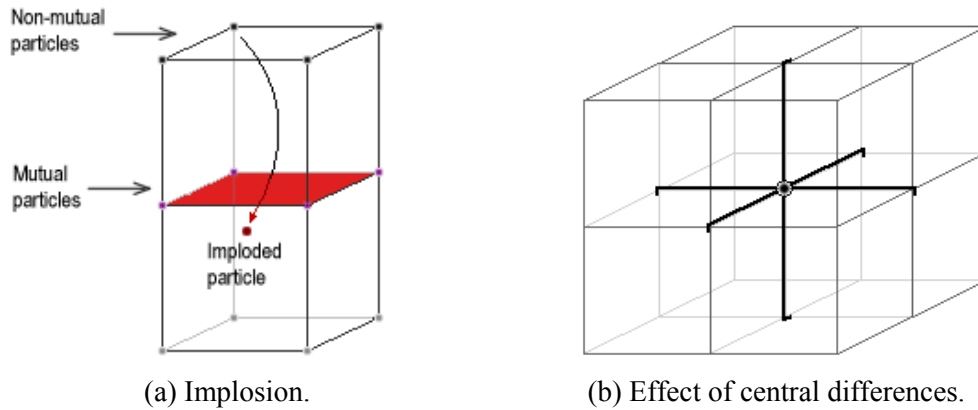 Non-mutual
particles
Mutual
particles
Imploded
particle
(a) Implosion.
(b) Effect of central differences.